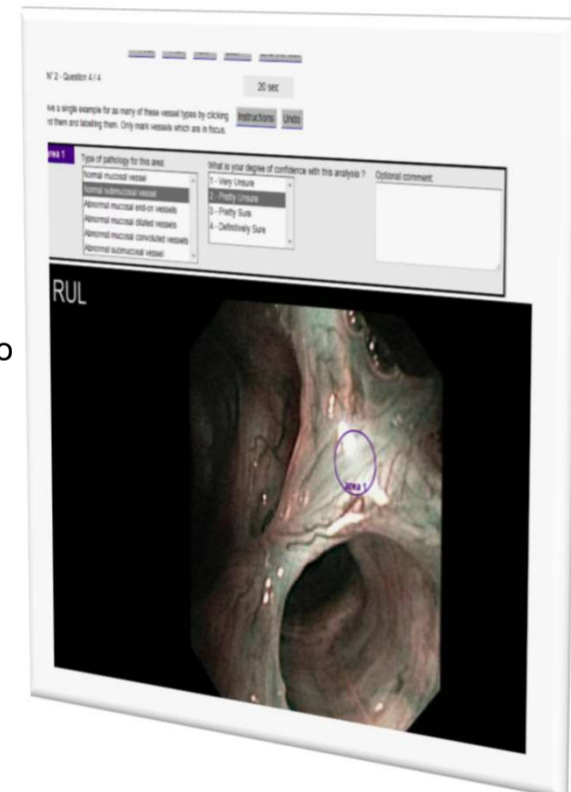 N° 2 - Question 4 / 4
20 sec
ve a single example for as many of these vessel types by clicking
nd them and labelling them. Only mark vessels which are in focus.
Instructions Undo
area 1
Type of pathology for this area:
Normal mucosal vessel
Normal submucosal vessel
Abnormal mucosal end-on vessels
Abnormal mucosal dilated vessels
Abnormal mucosal convoluted vessels
Abnormal submucosal vessel
What is your degree of confidence with this analysis ?
1 - Very Unsure
2 - Pretty Unsure
3 - Pretty Sure
4 - Definitively Sure
Optional comment:
RUL
area 1
o